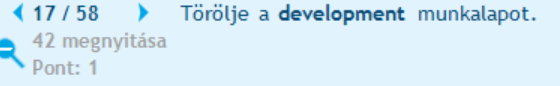 17 / 58 Törölje a development munkalapot.
42 megnyitása
Pont: 1